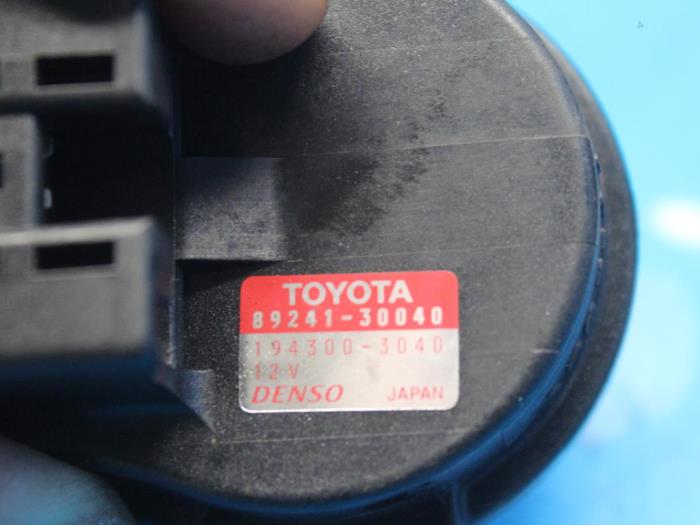 TOYOTA
89241-30040
194300-3040
12V
DENSO JAPAN